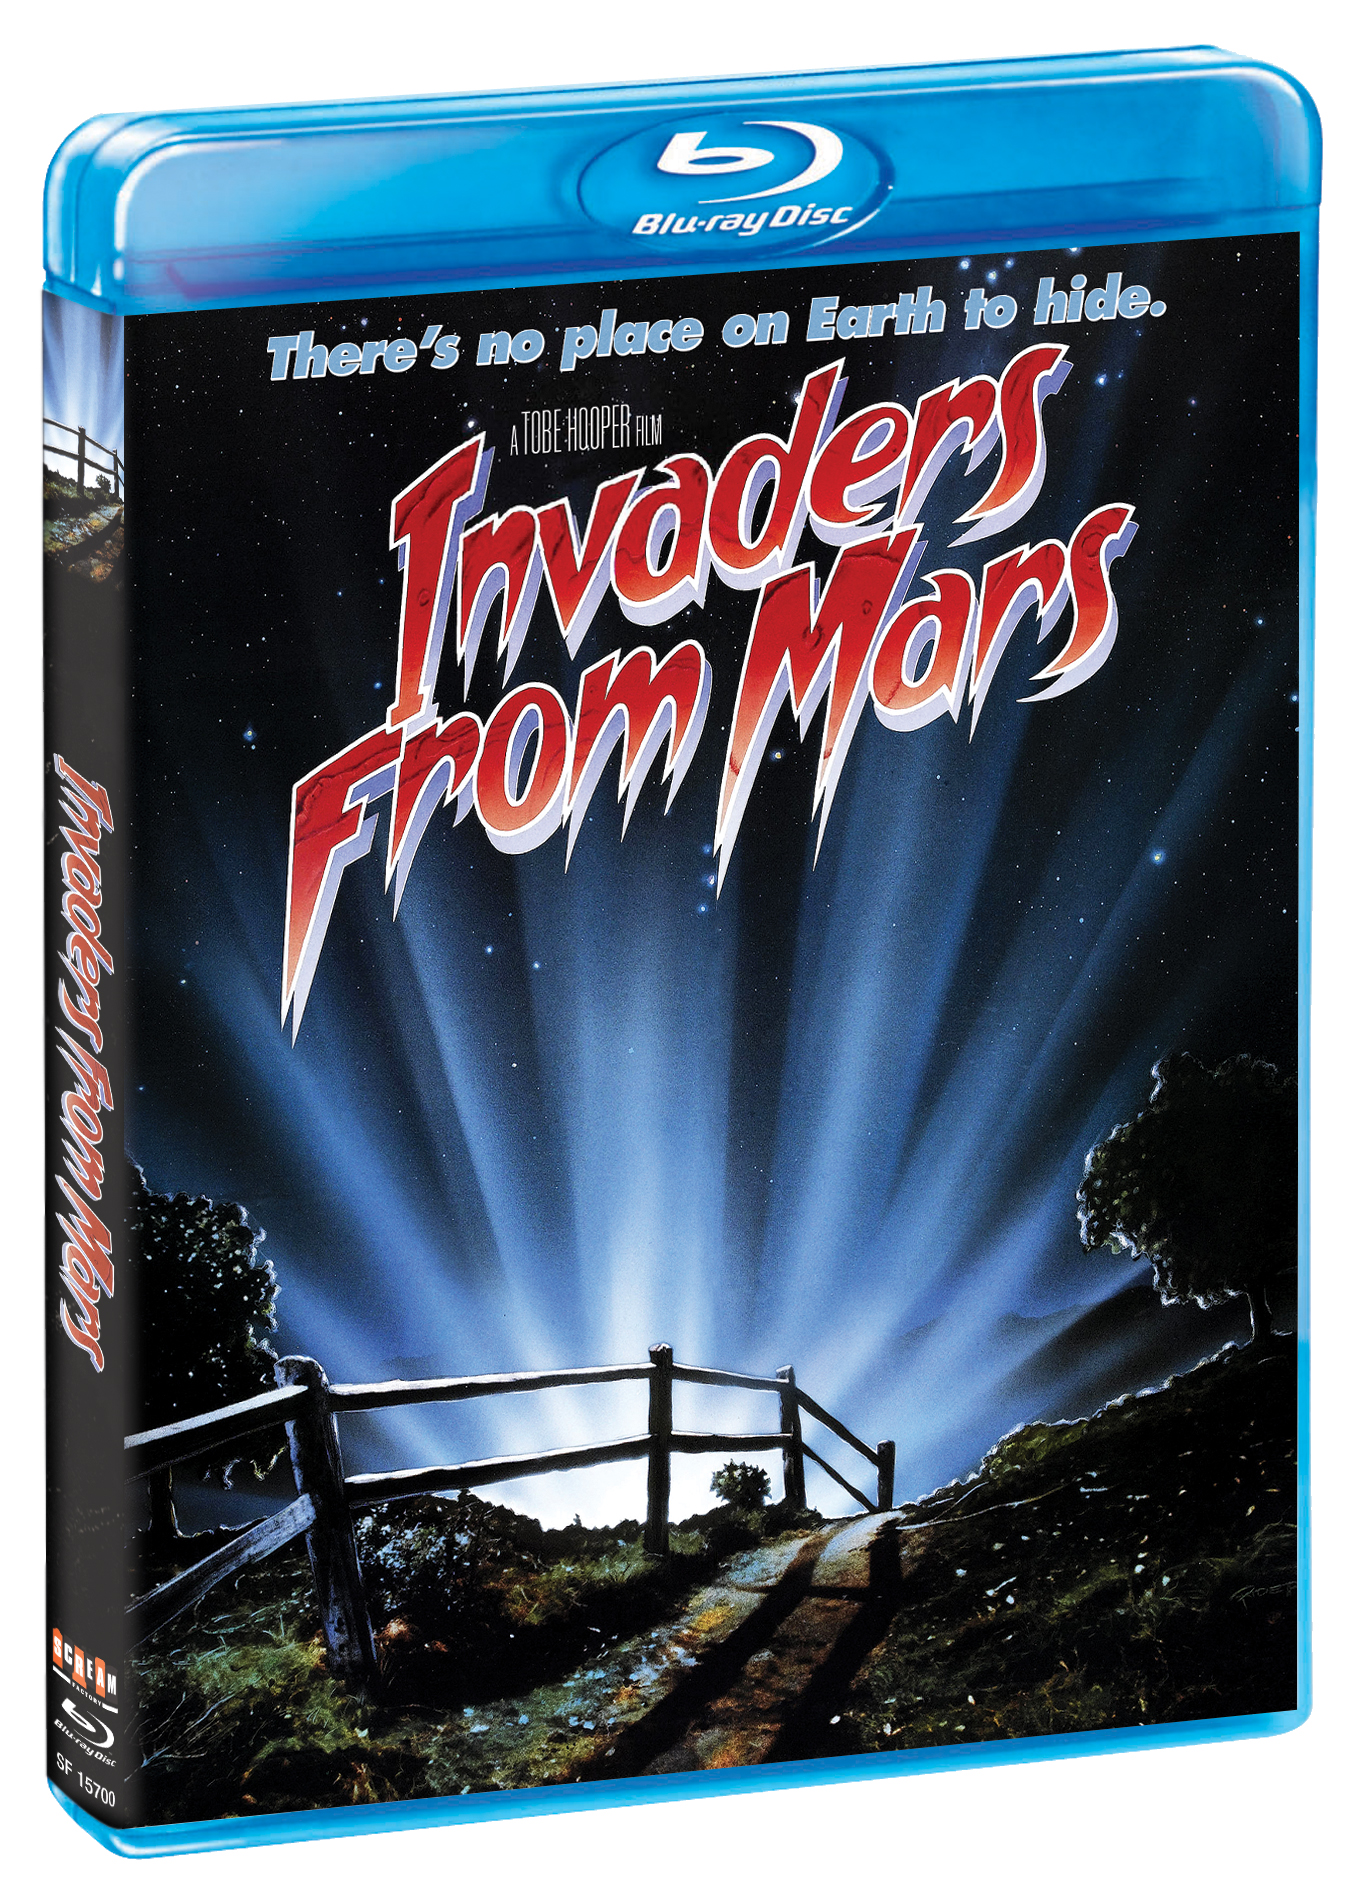 Blu-ray Disc
There's no place on Earth to hide.
A TOBE HOOPER FILM
Invaders
From Mars
Invaders From Mars
SCREAM
FACTORY
Blu-ray Disc
SF 15700